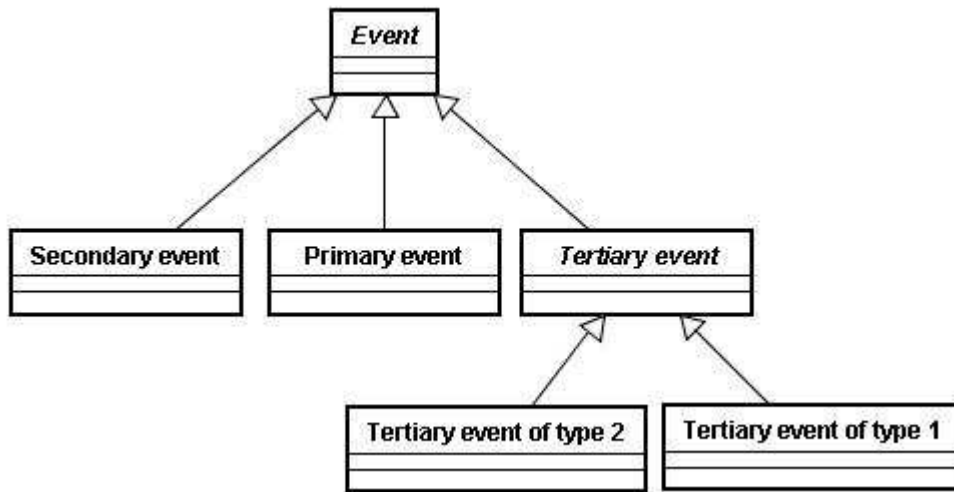 Event
Secondary event
Primary event
Tertiary event
Tertiary event of type 2
Tertiary event of type 1